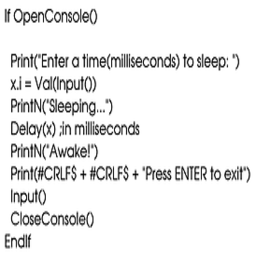 If OpenConsole()
Print("Enter a time(milliseconds) to sleep: ")
x.i = Val(Input())
PrintN("Sleeping...")
Delay(x) ;in milliseconds
PrintN("Awake!")
Print(#CRLF$ + #CRLF$ + "Press ENTER to exit")
Input()
CloseConsole()
EndIf